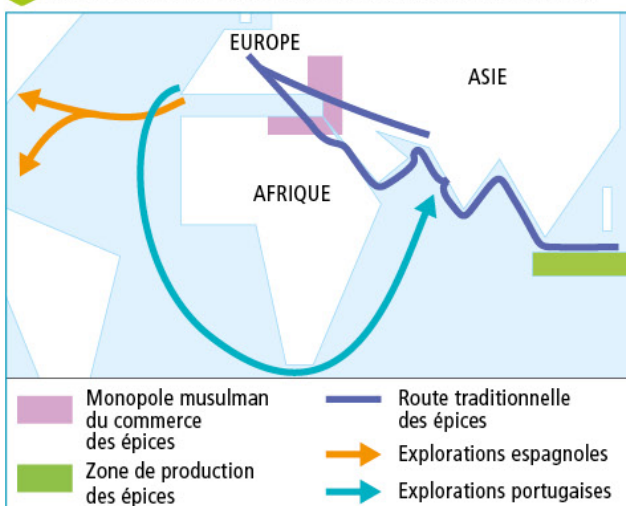 EUROPE
ASIE
AFRIQUE
Monopole musulman
du commerce
des épices
Zone de production
des épices
Route traditionnelle
des épices
Explorations espagnoles
Explorations portugaises